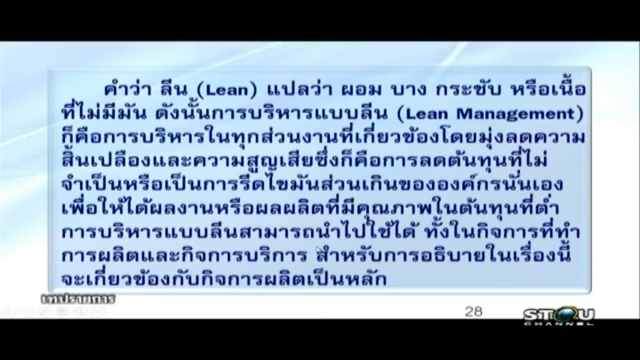 คำว่า ลีน (Lean) แปลว่า ผอม บาง กระชับ หรือเนื้อ
ที่ไม่มีมัน ดังนั้นการบริหารแบบลีน (Lean Management)
ก็คือการบริหารในทุกส่วนงานที่เกี่ยวข้องโดยมุ่งลดความ
สิ้นเปลืองและความสูญเสียซึ่งก็คือการลดต้นทุนที่ไม่
จำเป็นหรือเป็นการรีดไขมันส่วนเกินขององค์กรนั่นเอง
เพื่อให้ได้ผลงานหรือผลผลิตที่มีคุณภาพในต้นทุนที่ต่ำ
การบริหารแบบลีนสามารถนำไปใช้ได้ ทั้งในกิจการที่ทำ
การผลิตและกิจการบริการ สำหรับการอธิบายในเรื่องนี้
จะเกี่ยวข้องกับกิจการผลิตเป็นหลัก
เทปรายการ
28
STOU
CHANNEL